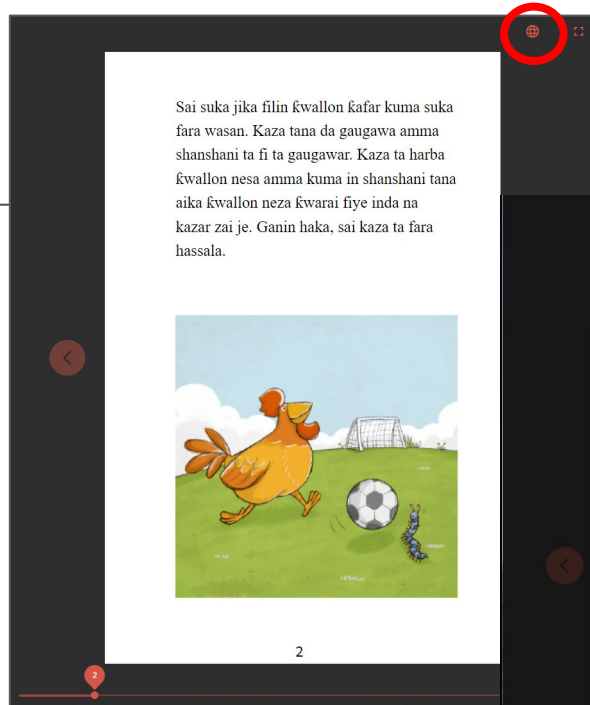 Sai suka jika filin ƙwallon ƙafar kuma suka
fara wasan. Kaza tana da gaugawa amma
shanshani ta fi ta gaugawar. Kaza ta harba
ƙwallon nesa amma kuma in shanshani tana
aika ƙwallon neza ƙwarai fiye inda na
kazar zai je. Ganin haka, sai kaza ta fara
hassala.
2
2